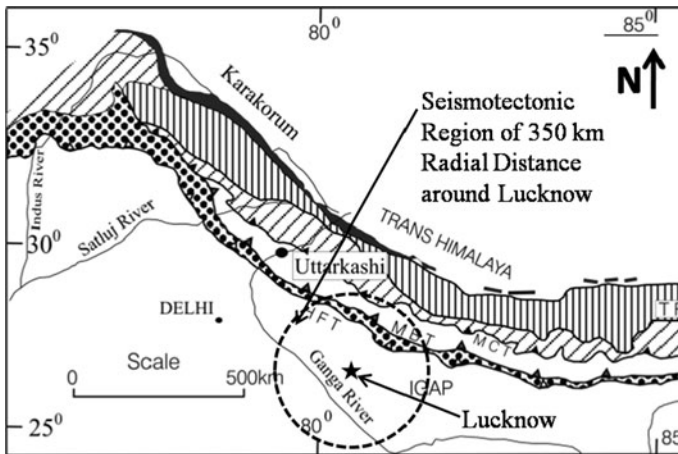 80⁰
85⁰
35⁰
N
Karakorum
Seismotectonic
Region of 350 km
Radial Distance
around Lucknow
Indus River
Satluj River
TRANS HIMALAYA
30⁰
Uttarkashi
DELHI
HFT
MBT
MCT
Scale
0
500km
Ganga River
IGAP
Lucknow
25⁰
80⁰